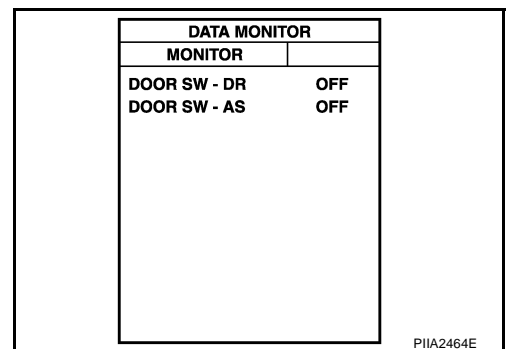 DATA MONITOR
MONITOR
DOOR SW - DR OFF
DOOR SW - AS OFF
PIIA2464E